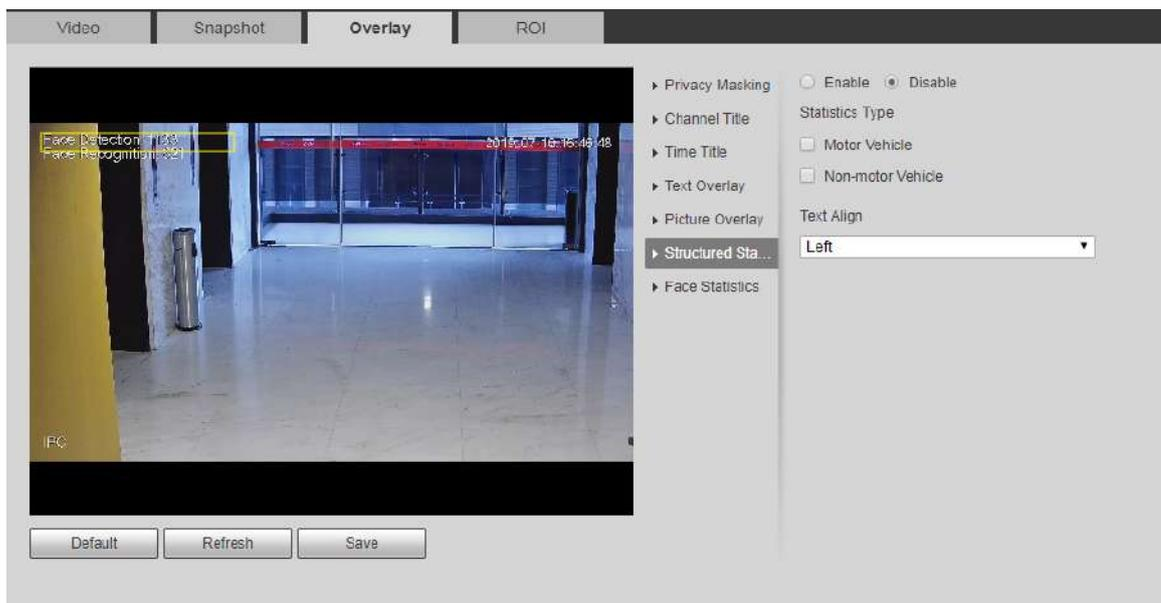 Video Snapshot Overlay ROI
Face Detection:
Face Recognition: 321
IPC
Default Refresh Save
Privacy Masking
Channel Title
Time Title
Text Overlay
Picture Overlay
Structured Sta...
Face Statistics
Enable Disable
Statistics Type
Motor Vehicle
Non-motor Vehicle
Text Align
Left